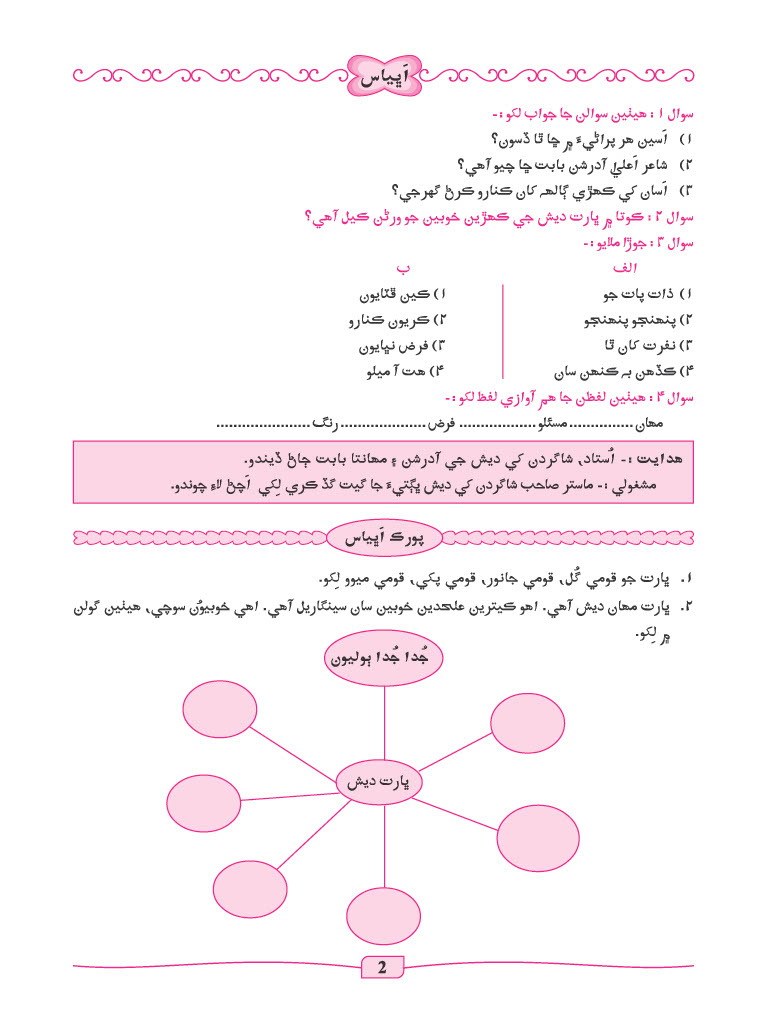 اَڀياس
سوال ۱ : هيٺين سوالن جا جواب لکو:-
۱) اَسين هر پراڻيءَ ۾ ڇا ٿا ڏسون؟
۲) شاعر اَعليٰ آدرشن بابت ڇا چيو آهي؟
۳) اَسان کي ڪهڙي ڳالهہ کان ڪنارو ڪرڻ گهرجي؟
سوال ۲ : ڪوتا ۾ ڀارت ديش جي ڪهڙين خوبين جو ورڻن ڪيل آهي؟
سوال ۳ : جوڙا ملايو:-
الف ب
۱) ذات پات جو ۱) ڪين ڦٽايون
۲) پنهنجو پنهنجو ۲) ڪريون ڪنارو
۳) نفرت کان ٿا ۳) فرض نڀايون
۴) ڪڏهن بہ ڪنهن سان ۴) هت آ ميلو
سوال ۴ : هيٺين لفظن جا هم آوازي لفظ لکو:-
مهان............... مسئلو.................. فرض.................... رنگ......................
هدايت :- اُستاد، شاگردن کي ديش جي آدرشن ۽ مهانتا بابت ڄاڻ ڏيندو.
مشغولي :- ماستر صاحب شاگردن کي ديش ڀڳتيءَ جا گيت گڏ ڪري لِکي اَچڻ لاءِ چوندو.
پورڪ اَڀياس
۱. ڀارت جو قومي گُل، قومي جانور، قومي پکي، قومي ميوو لِکو.
۲. ڀارت مهان ديش آهي. اهو ڪيترين علحدين خوبين سان سينگاريل آهي. اهي خوبيوُن سوچي، هيٺين گولن
۾ لِکو.
جُدا جُدا ٻوليون
ڀارت ديش
2